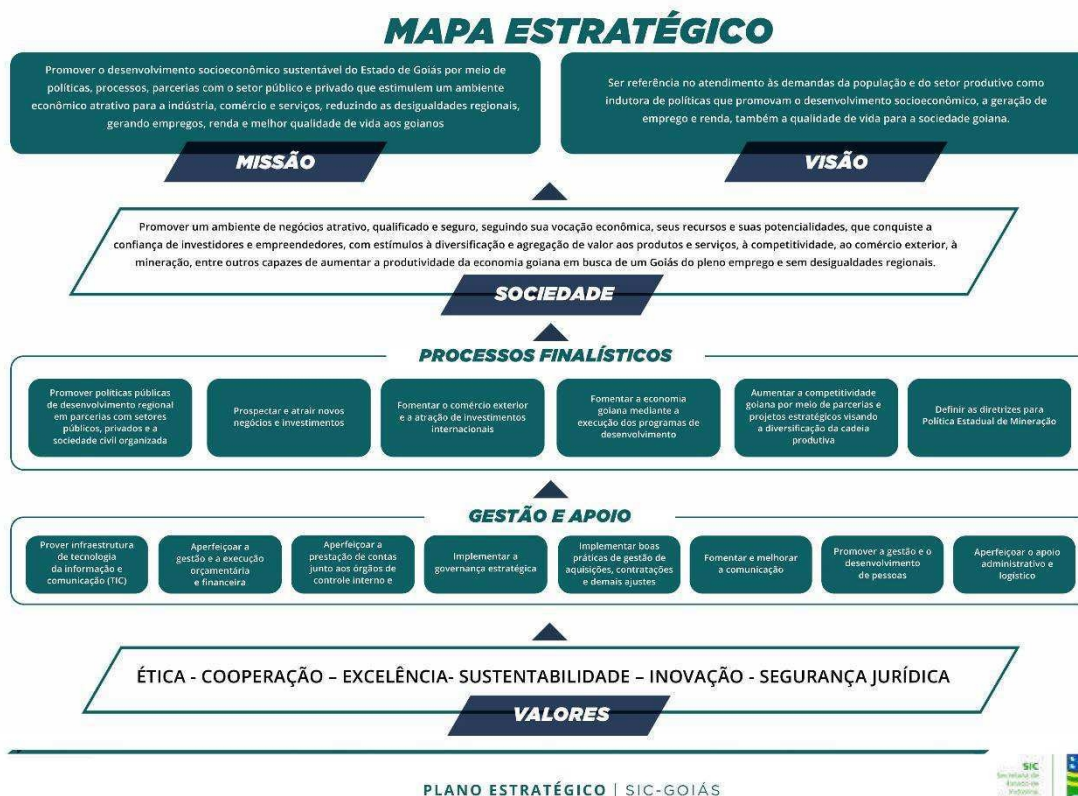 MAPA ESTRATÉGICO
Promover o desenvolvimento socioeconômico sustentável do Estado de Goiás por meio de
políticas, processos, parcerias com o setor público e privado que estimulem um ambiente
econômico atrativo para a indústria, comércio e serviços, reduzindo as desigualdades regionais,
gerando empregos, renda e melhor qualidade de vida aos goianos
MISSÃO
Ser referência no atendimento às demandas da população e do setor produtivo como
indutora de políticas que promovam o desenvolvimento socioeconômico, a geração de
emprego e renda, também a qualidade de vida para a sociedade goiana.
VISÃO
Promover um ambiente de negócios atrativo, qualificado e seguro, seguindo sua vocação econômica, seus recursos e suas potencialidades, que conquiste a
confiança de investidores e empreendedores, com estímulos à diversificação e agregação de valor aos produtos e serviços, à competitividade, ao comércio exterior, à
mineração, entre outros capazes de aumentar a produtividade da economia goiana em busca de um Goiás do pleno emprego e sem desigualdades regionais.
SOCIEDADE
PROCESSOS FINALÍSTICOS
Promover políticas públicas
de desenvolvimento regional
em parcerias com setores
públicos, privados e a
sociedade civil organizada
Prospectar e atrair novos
negócios e investimentos
Fomentar o comércio exterior
e a atração de investimentos
internacionais
Fomentar a economia
goiana mediante a
execução dos programas de
desenvolvimento
Aumentar a competitividade
goiana por meio de parcerias e
projetos estratégicos visando
a diversificação da cadeia
produtiva
Definir as diretrizes para
Política Estadual de Mineração
GESTÃO E APOIO
Prover infraestrutura
de tecnologia
da informação e
comunicação (TIC)
Aperfeiçoar a
gestão e a execução
orçamentária
e financeira
Aperfeiçoar a
prestação de contas
junto aos órgãos de
controle interno e
Implementar a
governança estratégica
Implementar boas
práticas de gestão de
aquisições, contratações
e demais ajustes
Fomentar e melhorar
a comunicação
Promover a gestão e o
desenvolvimento
de pessoas
Aperfeiçoar o apoio
administrativo e
logístico
ÉTICA - COOPERAÇÃO – EXCELÊNCIA- SUSTENTABILIDADE – INOVAÇÃO - SEGURANÇA JURÍDICA
VALORES
PLANO ESTRATÉGICO | SIC-GOIÁS
SIC
Secretaria de
Estado de
Indústria,